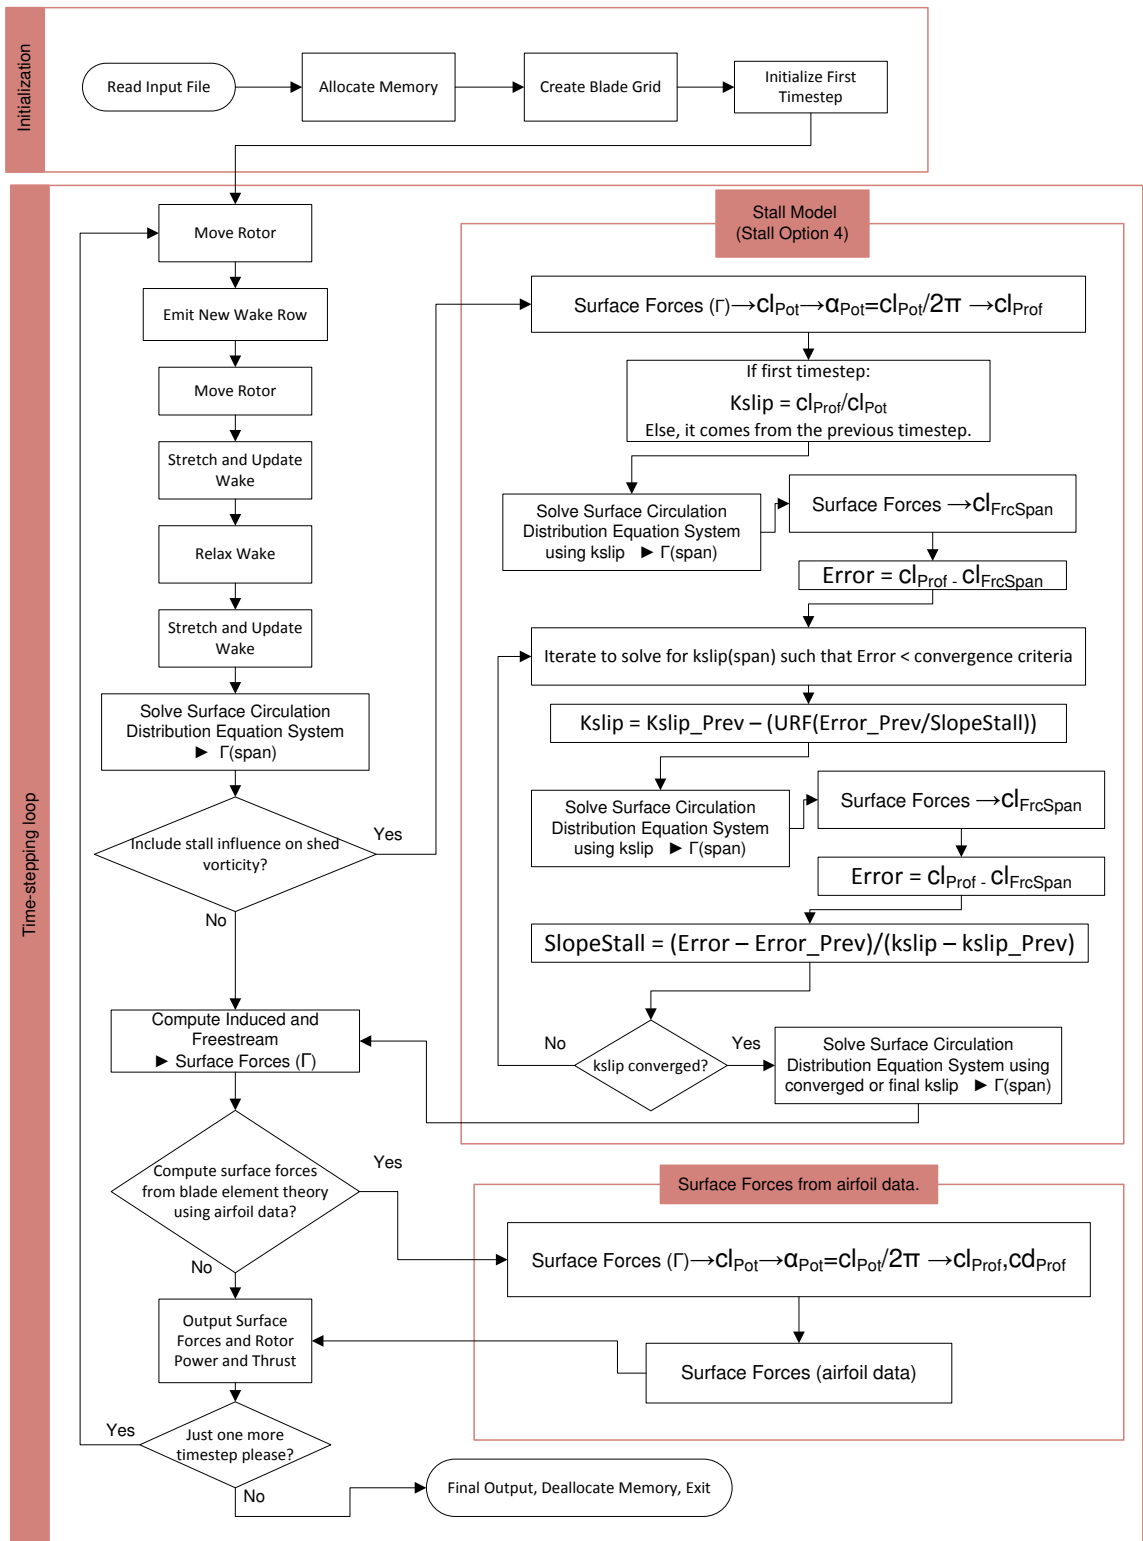 Initialization
Read Input File
Allocate Memory
Create Blade Grid
Initialize First
Timestep
Time-stepping loop
Move Rotor
Emit New Wake Row
Move Rotor
Stretch and Update
Wake
Relax Wake
Stretch and Update
Wake
Solve Surface Circulation
Distribution Equation System
► Γ(span)
Include stall influence on shed
vorticity?
Yes
No
Stall Model
(Stall Option 4)
Surface Forces (Γ)→clPot→αPot=clPot/2π →clProf
If first timestep:
Kslip = clProf/clPot
Else, it comes from the previous timestep.
Solve Surface Circulation
Distribution Equation System
using kslip ► Γ(span)
Surface Forces →clFrcSpan
Error = clProf - clFrcSpan
Iterate to solve for kslip(span) such that Error < convergence criteria
Kslip = Kslip_Prev – (URF(Error_Prev/SlopeStall))
Solve Surface Circulation
Distribution Equation System
using kslip ► Γ(span)
Surface Forces →clFrcSpan
Error = clProf - clFrcSpan
SlopeStall = (Error – Error_Prev)/(kslip – kslip_Prev)
No
kslip converged?
Yes
Solve Surface Circulation
Distribution Equation System using
converged or final kslip ► Γ(span)
Compute Induced and
Freestream
► Surface Forces (Γ)
Compute surface forces
from blade element theory
using airfoil data?
Yes
No
Surface Forces from airfoil data.
Surface Forces (Γ)→clPot→αPot=clPot/2π →clProf,cdProf
Surface Forces (airfoil data)
Output Surface
Forces and Rotor
Power and Thrust
Yes
Just one more
timestep please?
No
Final Output, Deallocate Memory, Exit